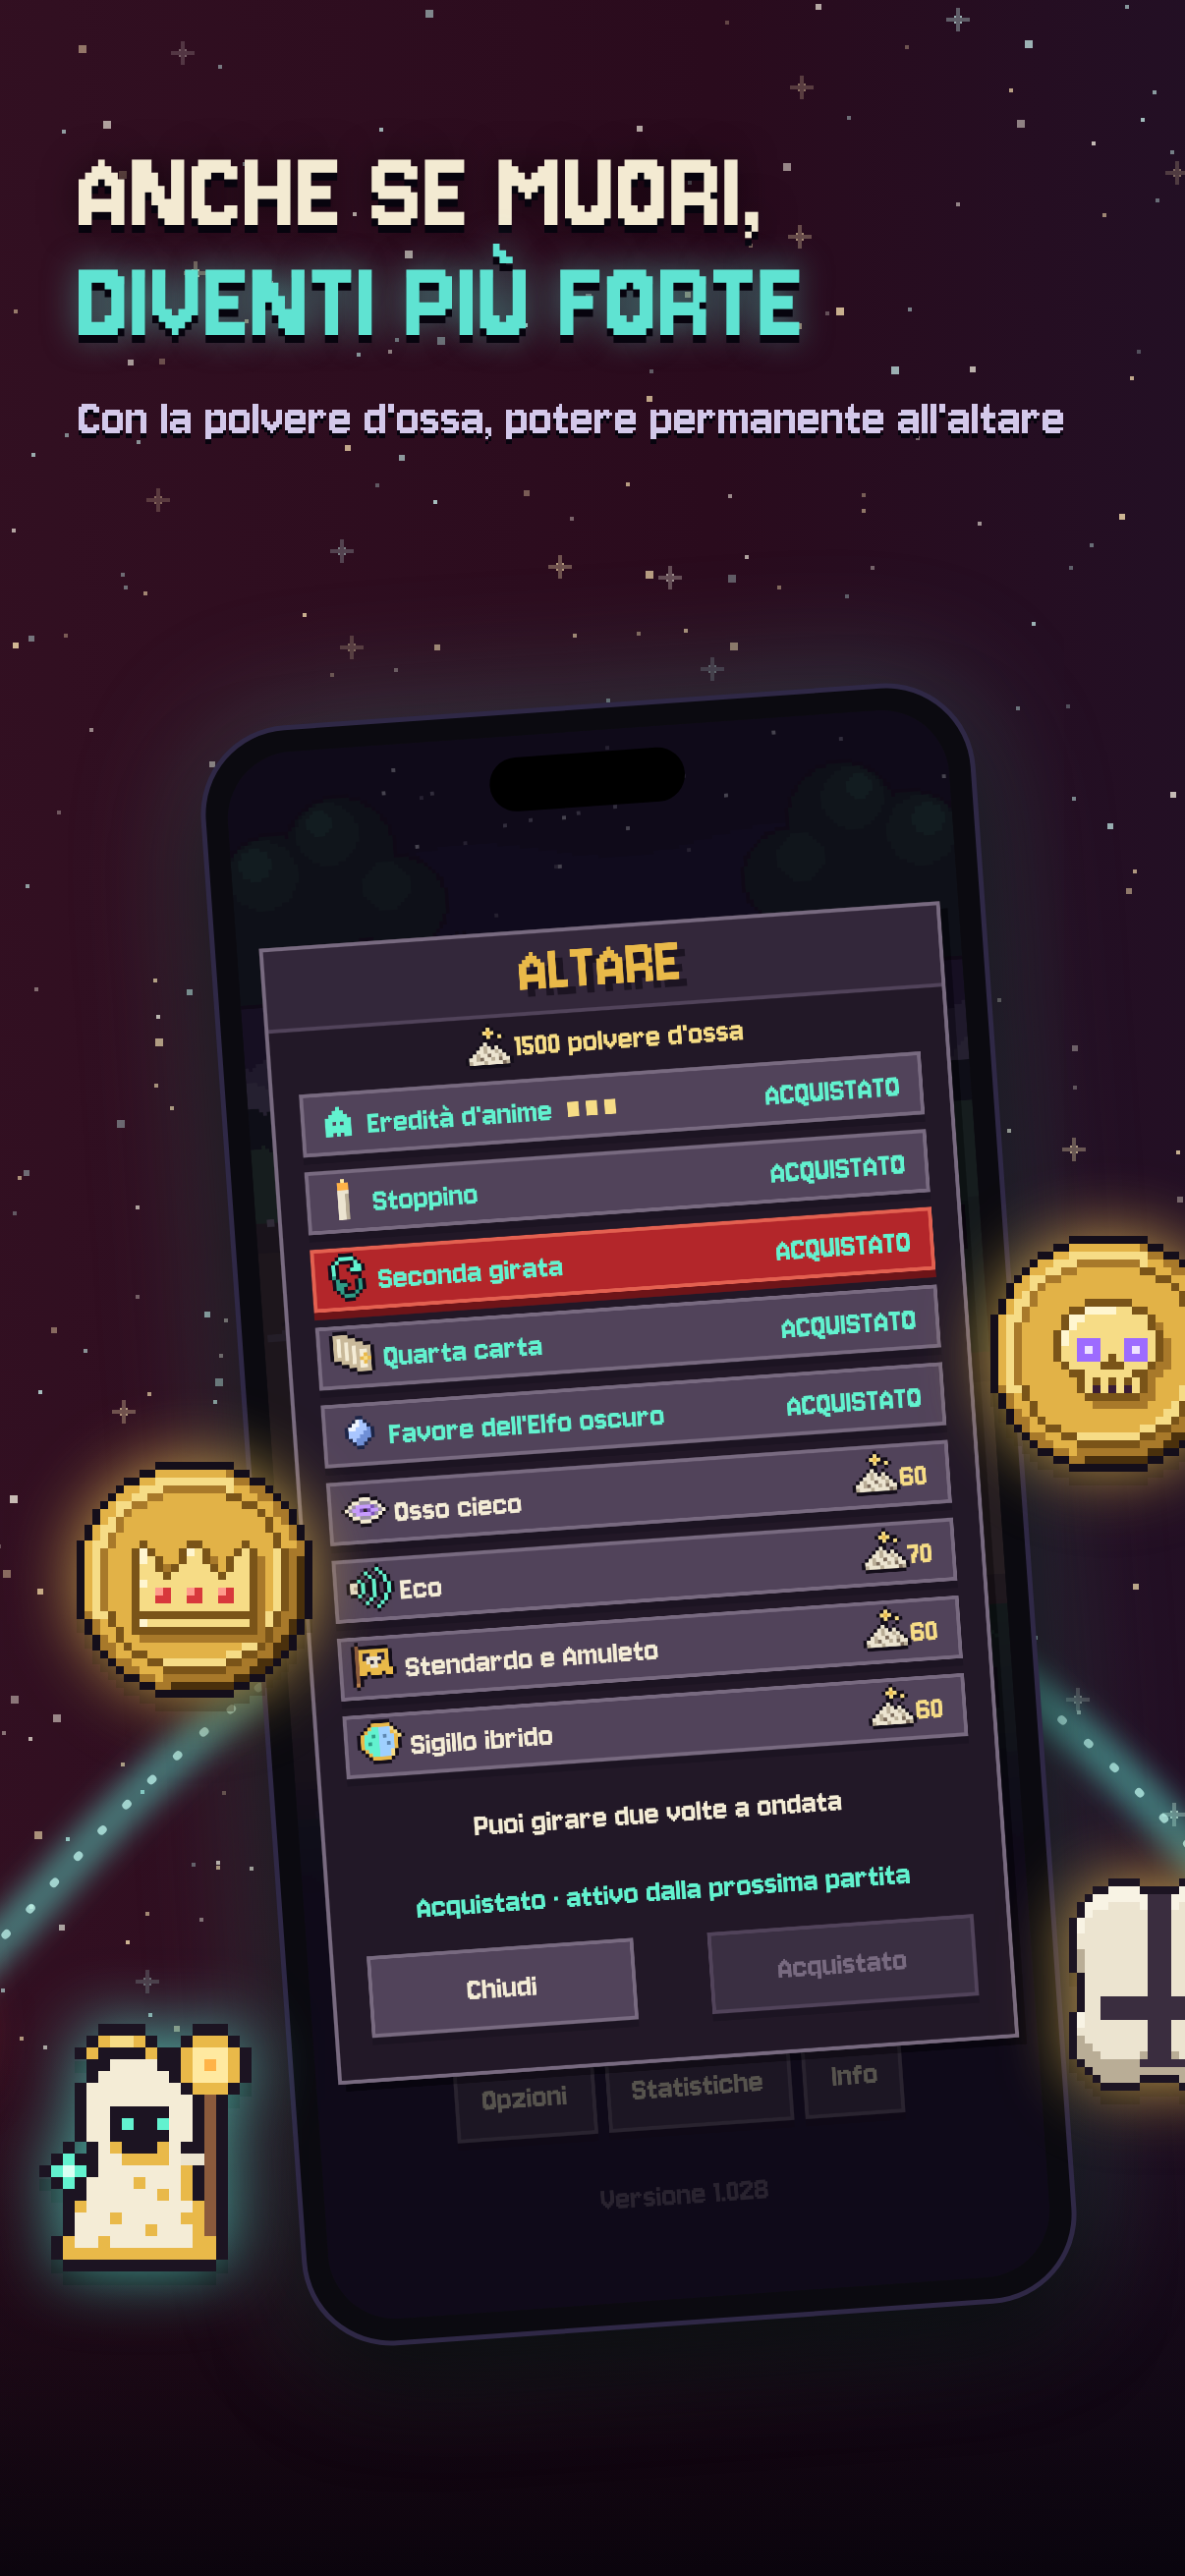 ANCHE SE MUORI,
DIVENTI PIÙ FORTE
Con la polvere d'ossa, potere permanente all'altare
ALTARE
1500 polvere d'ossa
Eredità d'anime ACQUISTATO
Stoppino ACQUISTATO
Seconda girata ACQUISTATO
Quarta carta ACQUISTATO
Favore dell'Elfo oscuro ACQUISTATO
Osso cieco 60
Eco 70
Stendardo e Amuleto 60
Sigillo ibrido 60
Puoi girare due volte a ondata
Acquistato · attivo dalla prossima partita
Chiudi Acquistato
Opzioni Statistiche Info
Versione 1.028